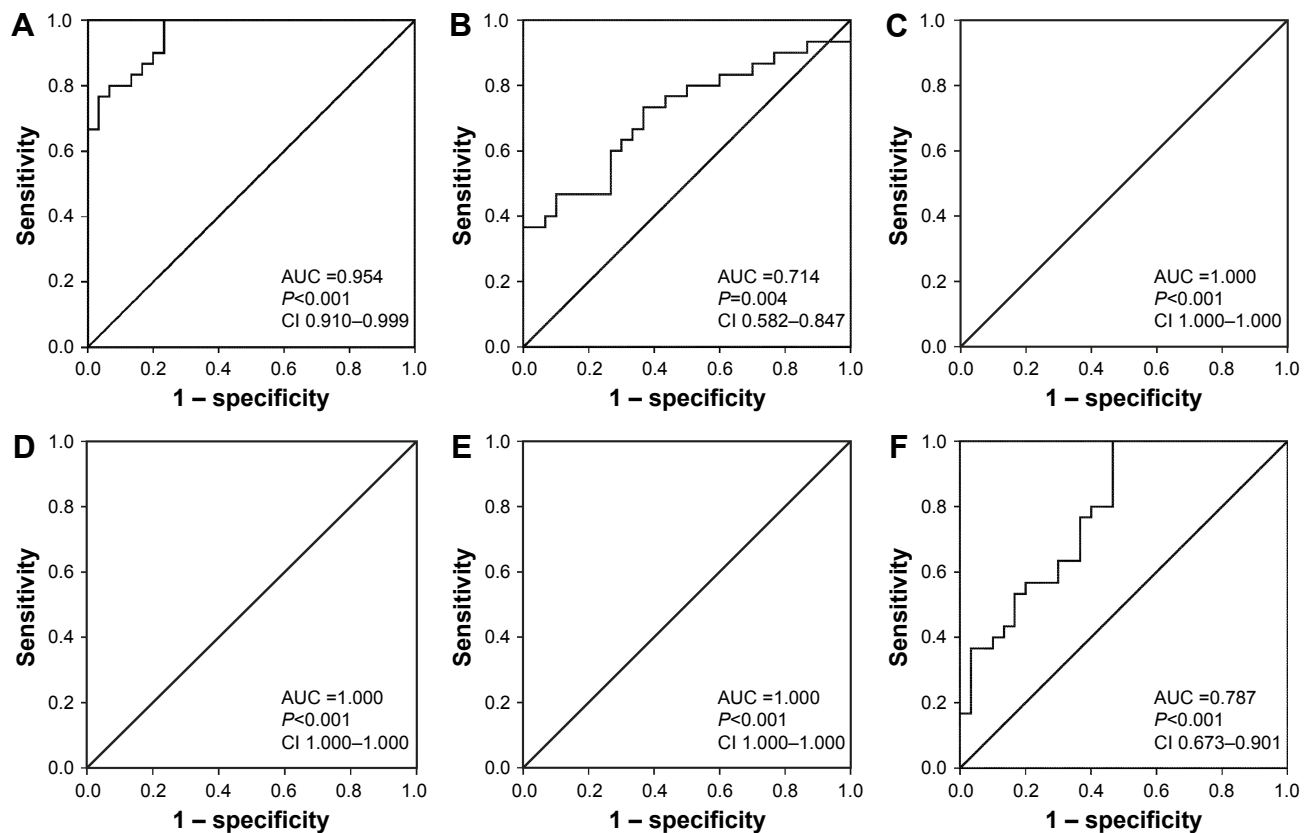 A
1.0
0.8
0.6
0.4
0.2
0.0
Sensitivity
AUC =0.954
P<0.001
CI 0.910–0.999
0.0 0.2 0.4 0.6 0.8 1.0
1 – specificity
B
1.0
0.8
0.6
0.4
0.2
0.0
Sensitivity
AUC =0.714
P=0.004
CI 0.582–0.847
0.0 0.2 0.4 0.6 0.8 1.0
1 – specificity
C
1.0
0.8
0.6
0.4
0.2
0.0
Sensitivity
AUC =1.000
P<0.001
CI 1.000–1.000
0.0 0.2 0.4 0.6 0.8 1.0
1 – specificity
D
1.0
0.8
0.6
0.4
0.2
0.0
Sensitivity
AUC =1.000
P<0.001
CI 1.000–1.000
0.0 0.2 0.4 0.6 0.8 1.0
1 – specificity
E
1.0
0.8
0.6
0.4
0.2
0.0
Sensitivity
AUC =1.000
P<0.001
CI 1.000–1.000
0.0 0.2 0.4 0.6 0.8 1.0
1 – specificity
F
1.0
0.8
0.6
0.4
0.2
0.0
Sensitivity
AUC =0.787
P<0.001
CI 0.673–0.901
0.0 0.2 0.4 0.6 0.8 1.0
1 – specificity